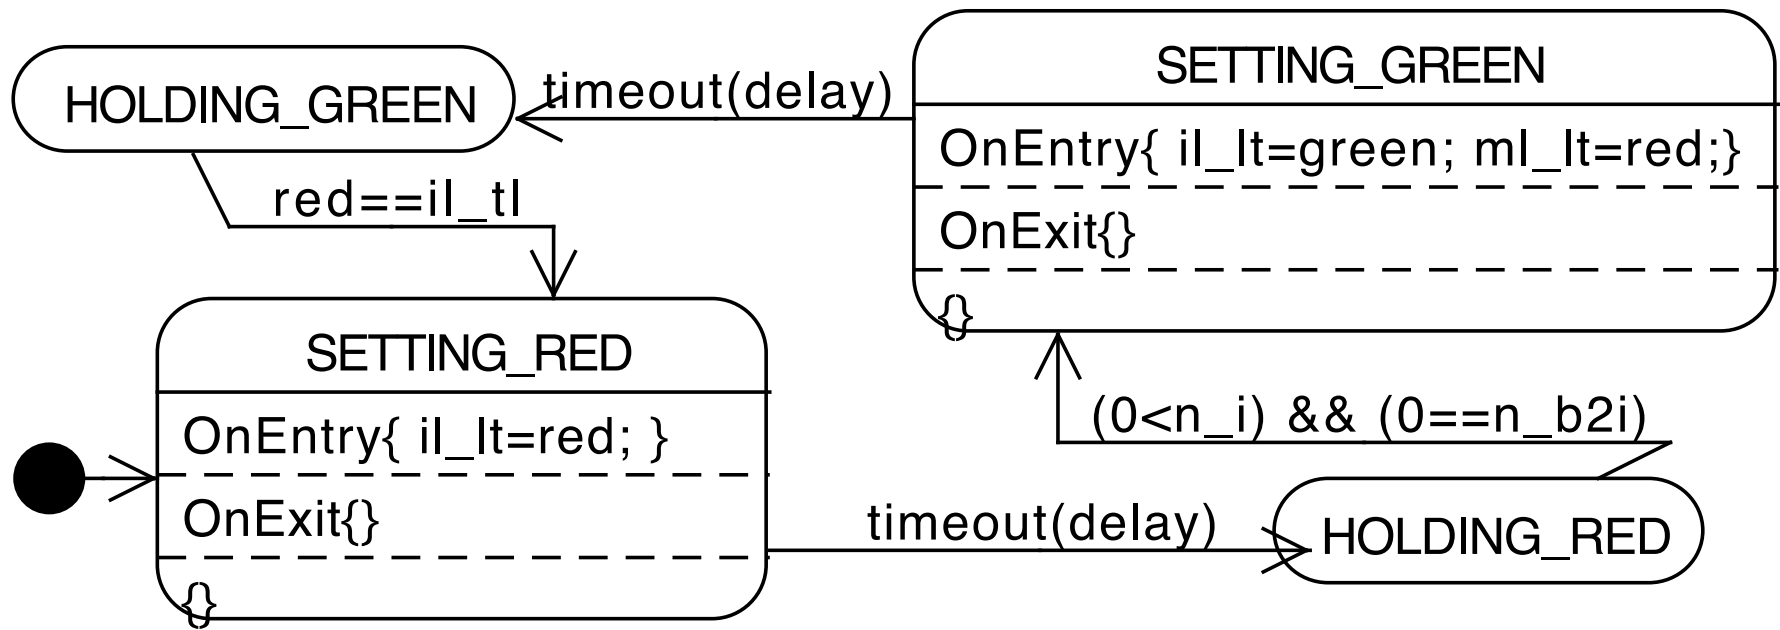 SETTING_GREEN
HOLDING_GREEN
timeout(delay)
OnEntry{ il_lt=green; ml_lt=red;}
red==il_tl
OnExit{}
{}
SETTING_RED
(0<n_i) && (0==n_b2i)
OnEntry{ il_lt=red; }
OnExit{}
timeout(delay)
HOLDING_RED
{}